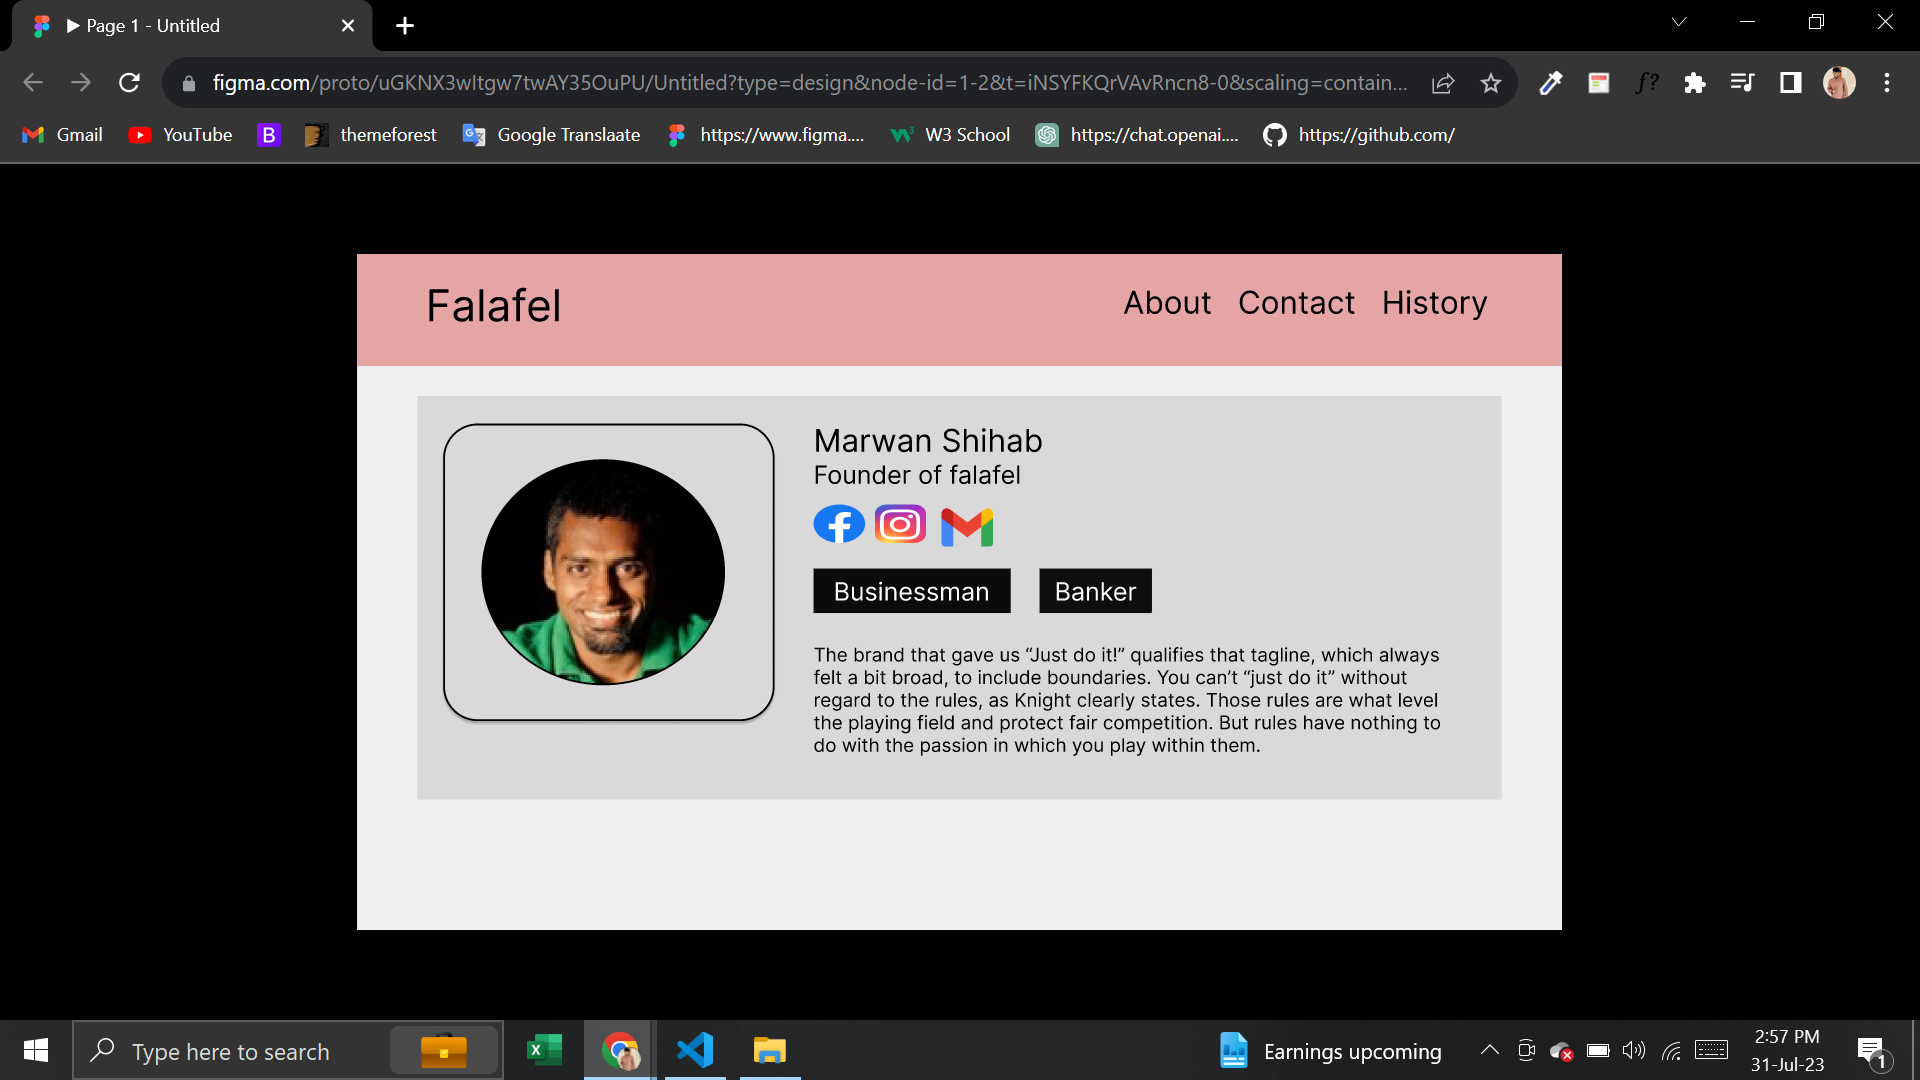 Page 1 - Untitled
figma.com/proto/uGKNX3wItgw7twAY35OuPU/Untitled?type=design&node-id=1-2&t=iNSYFKQrVAvRncn8-0&scaling=contain...
f?
Gmail YouTube B themeforest Google Translaate https://www.figma.... W3 School https://chat.openai.... https://github.com/
Falafel
About Contact History
Marwan Shihab
Founder of falafel
Businessman Banker
The brand that gave us “Just do it!” qualifies that tagline, which always
felt a bit broad, to include boundaries. You can’t “just do it” without
regard to the rules, as Knight clearly states. Those rules are what level
the playing field and protect fair competition. But rules have nothing to
do with the passion in which you play within them.
Type here to search
Earnings upcoming
2:57 PM
31-Jul-23
1